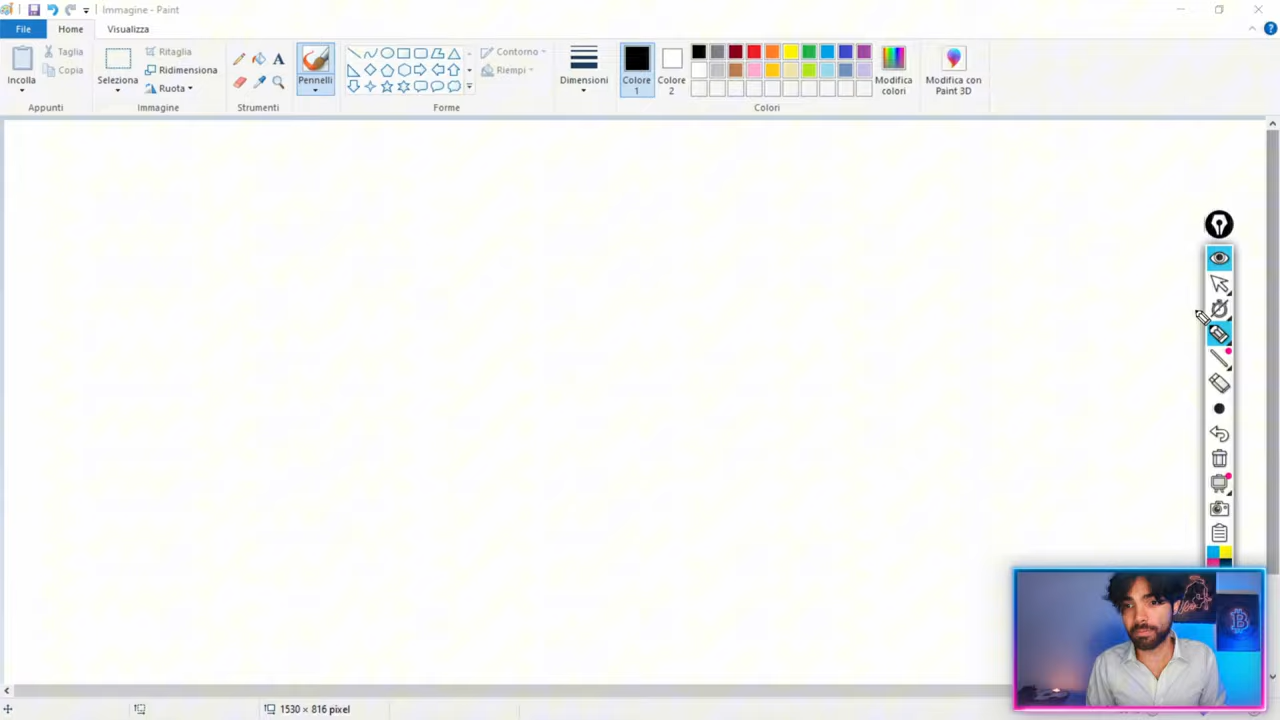 Immagine - Paint
File Home Visualizza
Incolla
Taglia
Copia
Appunti
Seleziona
Ritaglia
Ridimensiona
Ruota
Immagine
A
Strumenti
Pennelli
Forme
Contorno
Riempi
Dimensioni
Colore 1
Colore 2
Colori
Modifica colori
Modifica con Paint 3D
1530 × 816 pixel